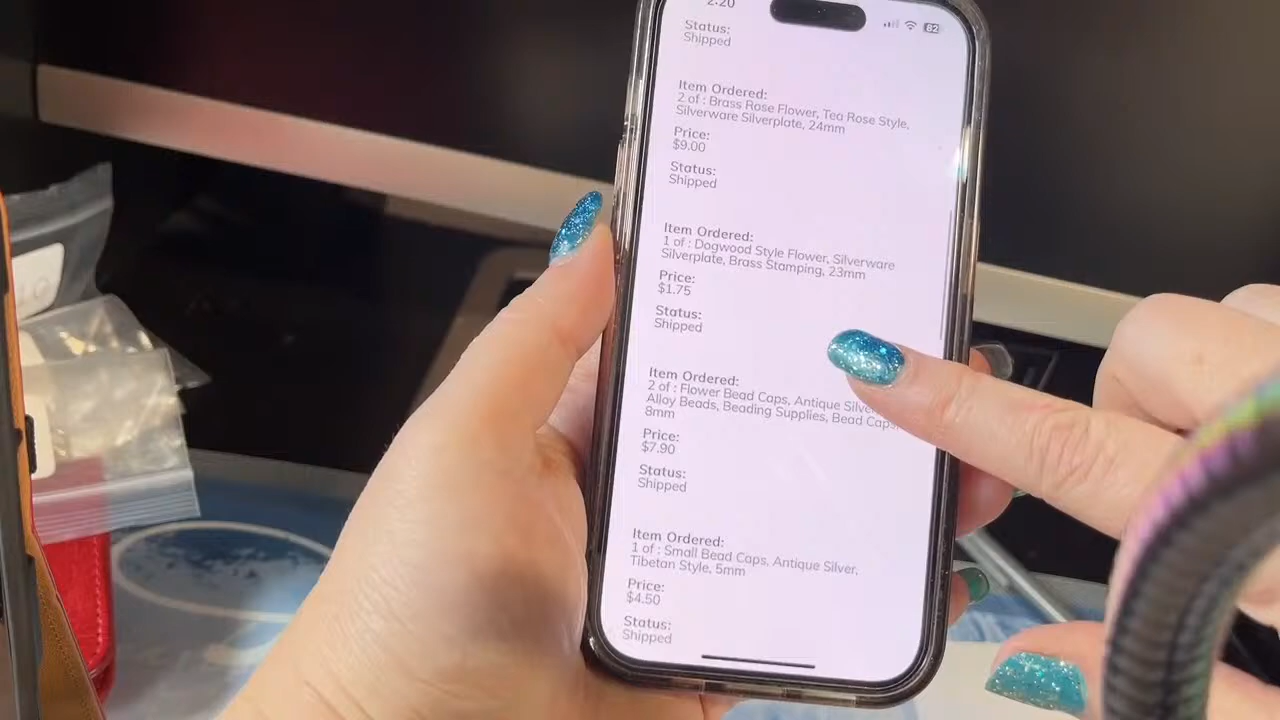 2:20
82
Status:
Shipped
Item Ordered:
2 of : Brass Rose Flower, Tea Rose Style,
Silverware Silverplate, 24mm
Price:
$9.00
Status:
Shipped
Item Ordered:
1 of : Dogwood Style Flower, Silverware
Silverplate, Brass Stamping, 23mm
Price:
$1.75
Status:
Shipped
Item Ordered:
2 of : Flower Bead Caps, Antique Silver
Alloy Beads, Beading Supplies, Bead Caps,
8mm
Price:
$7.90
Status:
Shipped
Item Ordered:
1 of : Small Bead Caps, Antique Silver,
Tibetan Style, 5mm
Price:
$4.50
Status:
Shipped